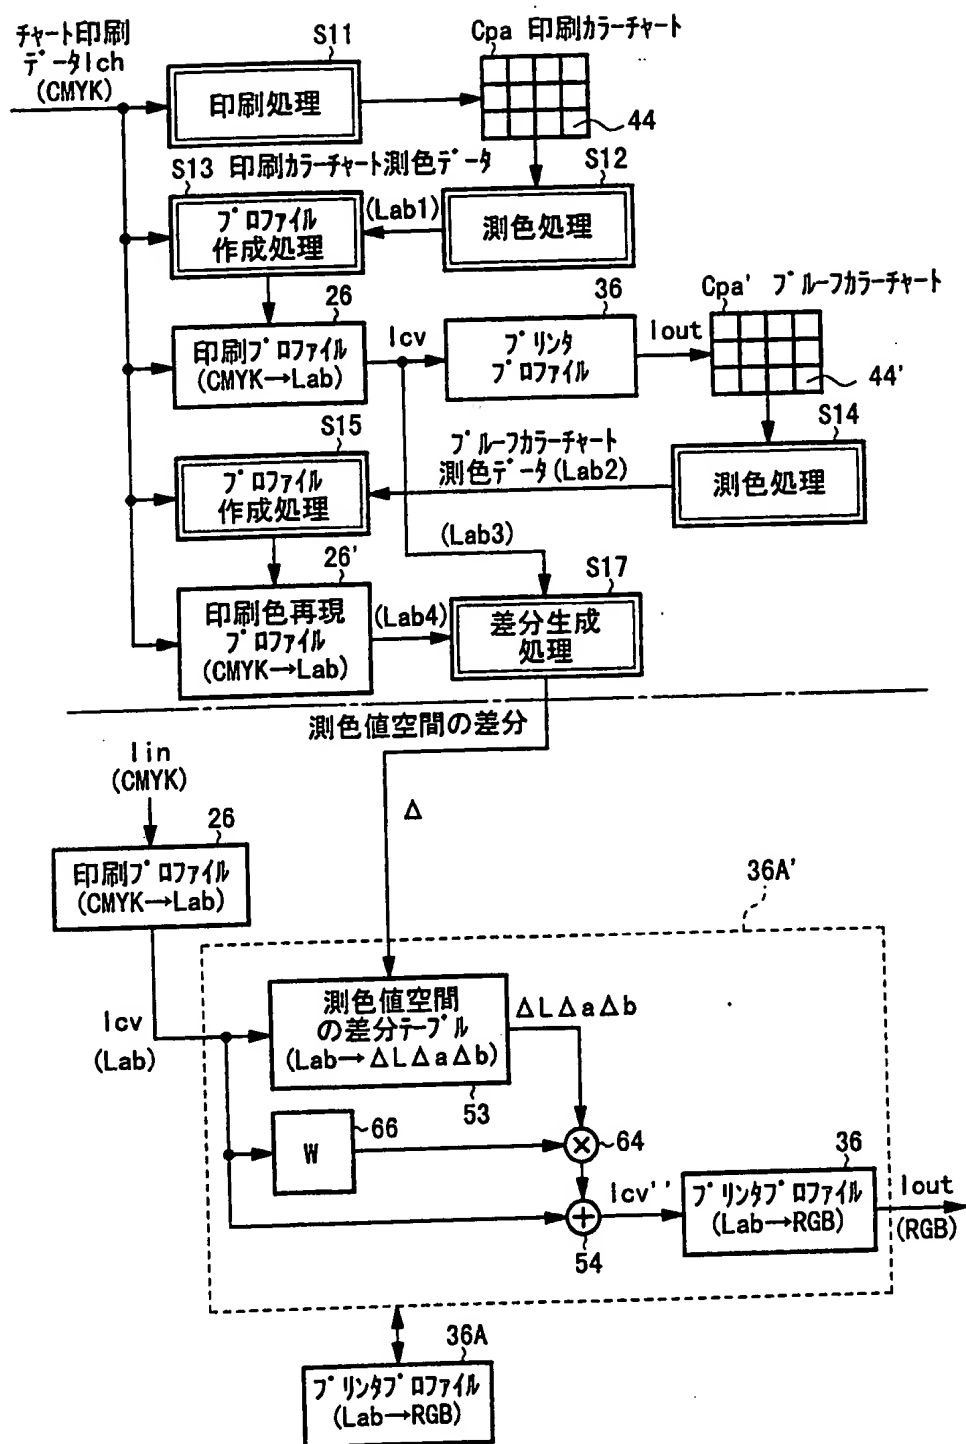 チャート印刷
データIch
(CMYK)
S11
印刷処理
Cpa 印刷カラーチャート
44
S13 印刷カラーチャート測色データ
S12
プロファイル
作成処理
(Lab1)
測色処理
26
印刷プロファイル
(CMYK→Lab)
Icv
36
プリンタ
プロファイル
Iout
Cpa' プルーフカラーチャート
44'
S15
プロファイル
作成処理
プルーフカラーチャート
測色データ(Lab2)
S14
測色処理
(Lab3)
26'
印刷色再現
プロファイル
(CMYK→Lab)
(Lab4)
S17
差分生成
処理
測色値空間の差分
Iin
(CMYK)
Δ
26
印刷プロファイル
(CMYK→Lab)
36A'
Icv
(Lab)
測色値空間
の差分テーブル
(Lab→ΔLΔaΔb)
ΔLΔaΔb
53
66
W
×
64
36
Icv''
プリンタプロファイル
(Lab→RGB)
Iout
(RGB)
+
54
36A
プリンタプロファイル
(Lab→RGB)